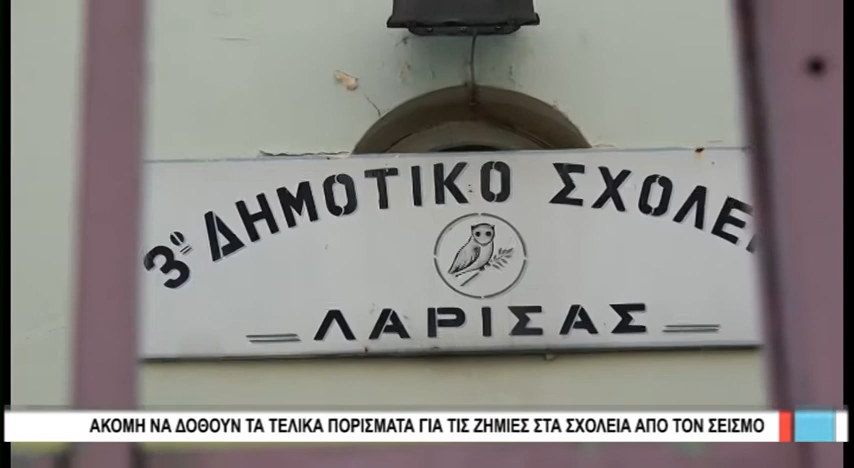 3ο ΔΗΜΟΤΙΚΟ ΣΧΟΛΕΙ
ΛΑΡΙΣΑΣ
ΑΚΟΜΗ ΝΑ ΔΟΘΟΥΝ ΤΑ ΤΕΛΙΚΑ ΠΟΡΙΣΜΑΤΑ ΓΙΑ ΤΙΣ ΖΗΜΙΕΣ ΣΤΑ ΣΧΟΛΕΙΑ ΑΠΟ ΤΟΝ ΣΕΙΣΜΟ